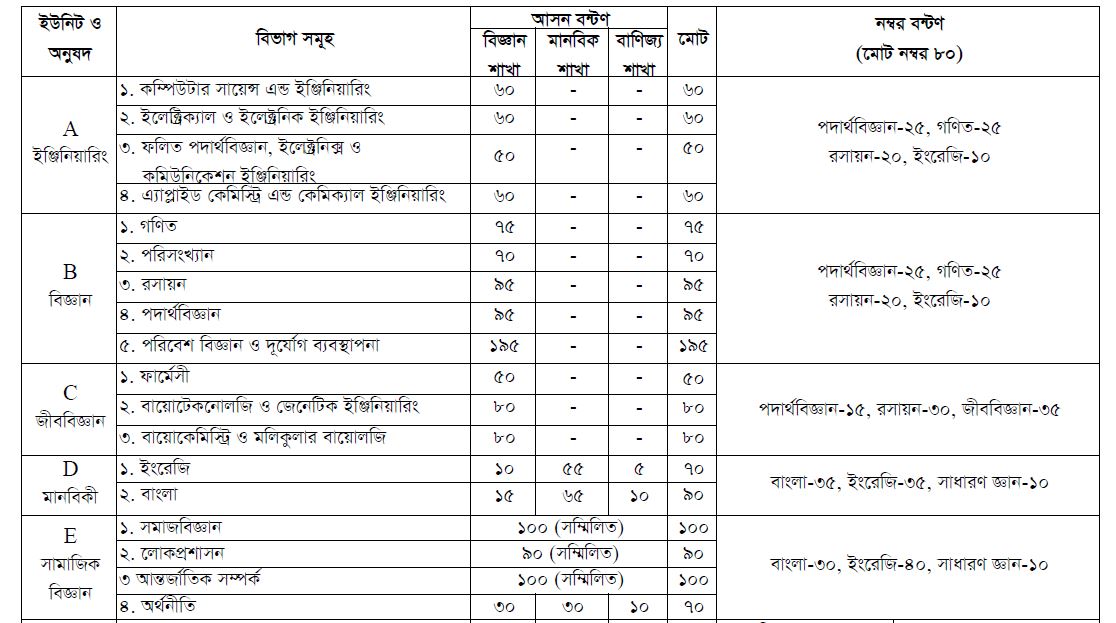 ইউনিট ও অনুষদ | বিভাগ সমূহ | আসন বন্টণ | মোট | নম্বর বন্টণ (মোট নম্বর ৮০)
বিজ্ঞান শাখা | মানবিক শাখা | বাণিজ্য শাখা
A ইঞ্জিনিয়ারিং
১. কম্পিউটার সায়েন্স এন্ড ইঞ্জিনিয়ারিং | ৬০ | - | - | ৬০
২. ইলেক্ট্রিক্যাল ও ইলেক্ট্রনিক ইঞ্জিনিয়ারিং | ৬০ | - | - | ৬০
৩. ফলিত পদার্থবিজ্ঞান, ইলেক্ট্রনিক্স ও কমিউনিকেশন ইঞ্জিনিয়ারিং | ৫০ | - | - | ৫০
৪. এ্যাপ্লাইড কেমিস্ট্রি এন্ড কেমিক্যাল ইঞ্জিনিয়ারিং | ৬০ | - | - | ৬০
পদার্থবিজ্ঞান-২৫, গণিত-২৫
রসায়ন-২০, ইংরেজি-১০
B বিজ্ঞান
১. গণিত | ৭৫ | - | - | ৭৫
২. পরিসংখ্যান | ৭০ | - | - | ৭০
৩. রসায়ন | ৯৫ | - | - | ৯৫
৪. পদার্থবিজ্ঞান | ৯৫ | - | - | ৯৫
৫. পরিবেশ বিজ্ঞান ও দূর্যোগ ব্যবস্থাপনা | ১৯৫ | - | - | ১৯৫
পদার্থবিজ্ঞান-২৫, গণিত-২৫
রসায়ন-২০, ইংরেজি-১০
C জীববিজ্ঞান
১. ফার্মেসী | ৫০ | - | - | ৫০
২. বায়োটেকনোলজি ও জেনেটিক ইঞ্জিনিয়ারিং | ৮০ | - | - | ৮০
৩. বায়োকেমিস্ট্রি ও মলিকুলার বায়োলজি | ৮০ | - | - | ৮০
পদার্থবিজ্ঞান-১৫, রসায়ন-৩০, জীববিজ্ঞান-৩৫
D মানবিকী
১. ইংরেজি | ১০ | ৫৫ | ৫ | ৭০
২. বাংলা | ১৫ | ৬৫ | ১০ | ৯০
বাংলা-৩৫, ইংরেজি-৩৫, সাধারণ জ্ঞান-১০
E সামাজিক বিজ্ঞান
১. সমাজবিজ্ঞান | ১০০ (সম্মিলিত) | ১০০
২. লোকপ্রশাসন | ৯০ (সম্মিলিত) | ৯০
৩ আন্তর্জাতিক সম্পর্ক | ১০০ (সম্মিলিত) | ১০০
৪. অর্থনীতি | ৩০ | ৩০ | ১০ | ৭০
বাংলা-৩০, ইংরেজি-৪০, সাধারণ জ্ঞান-১০